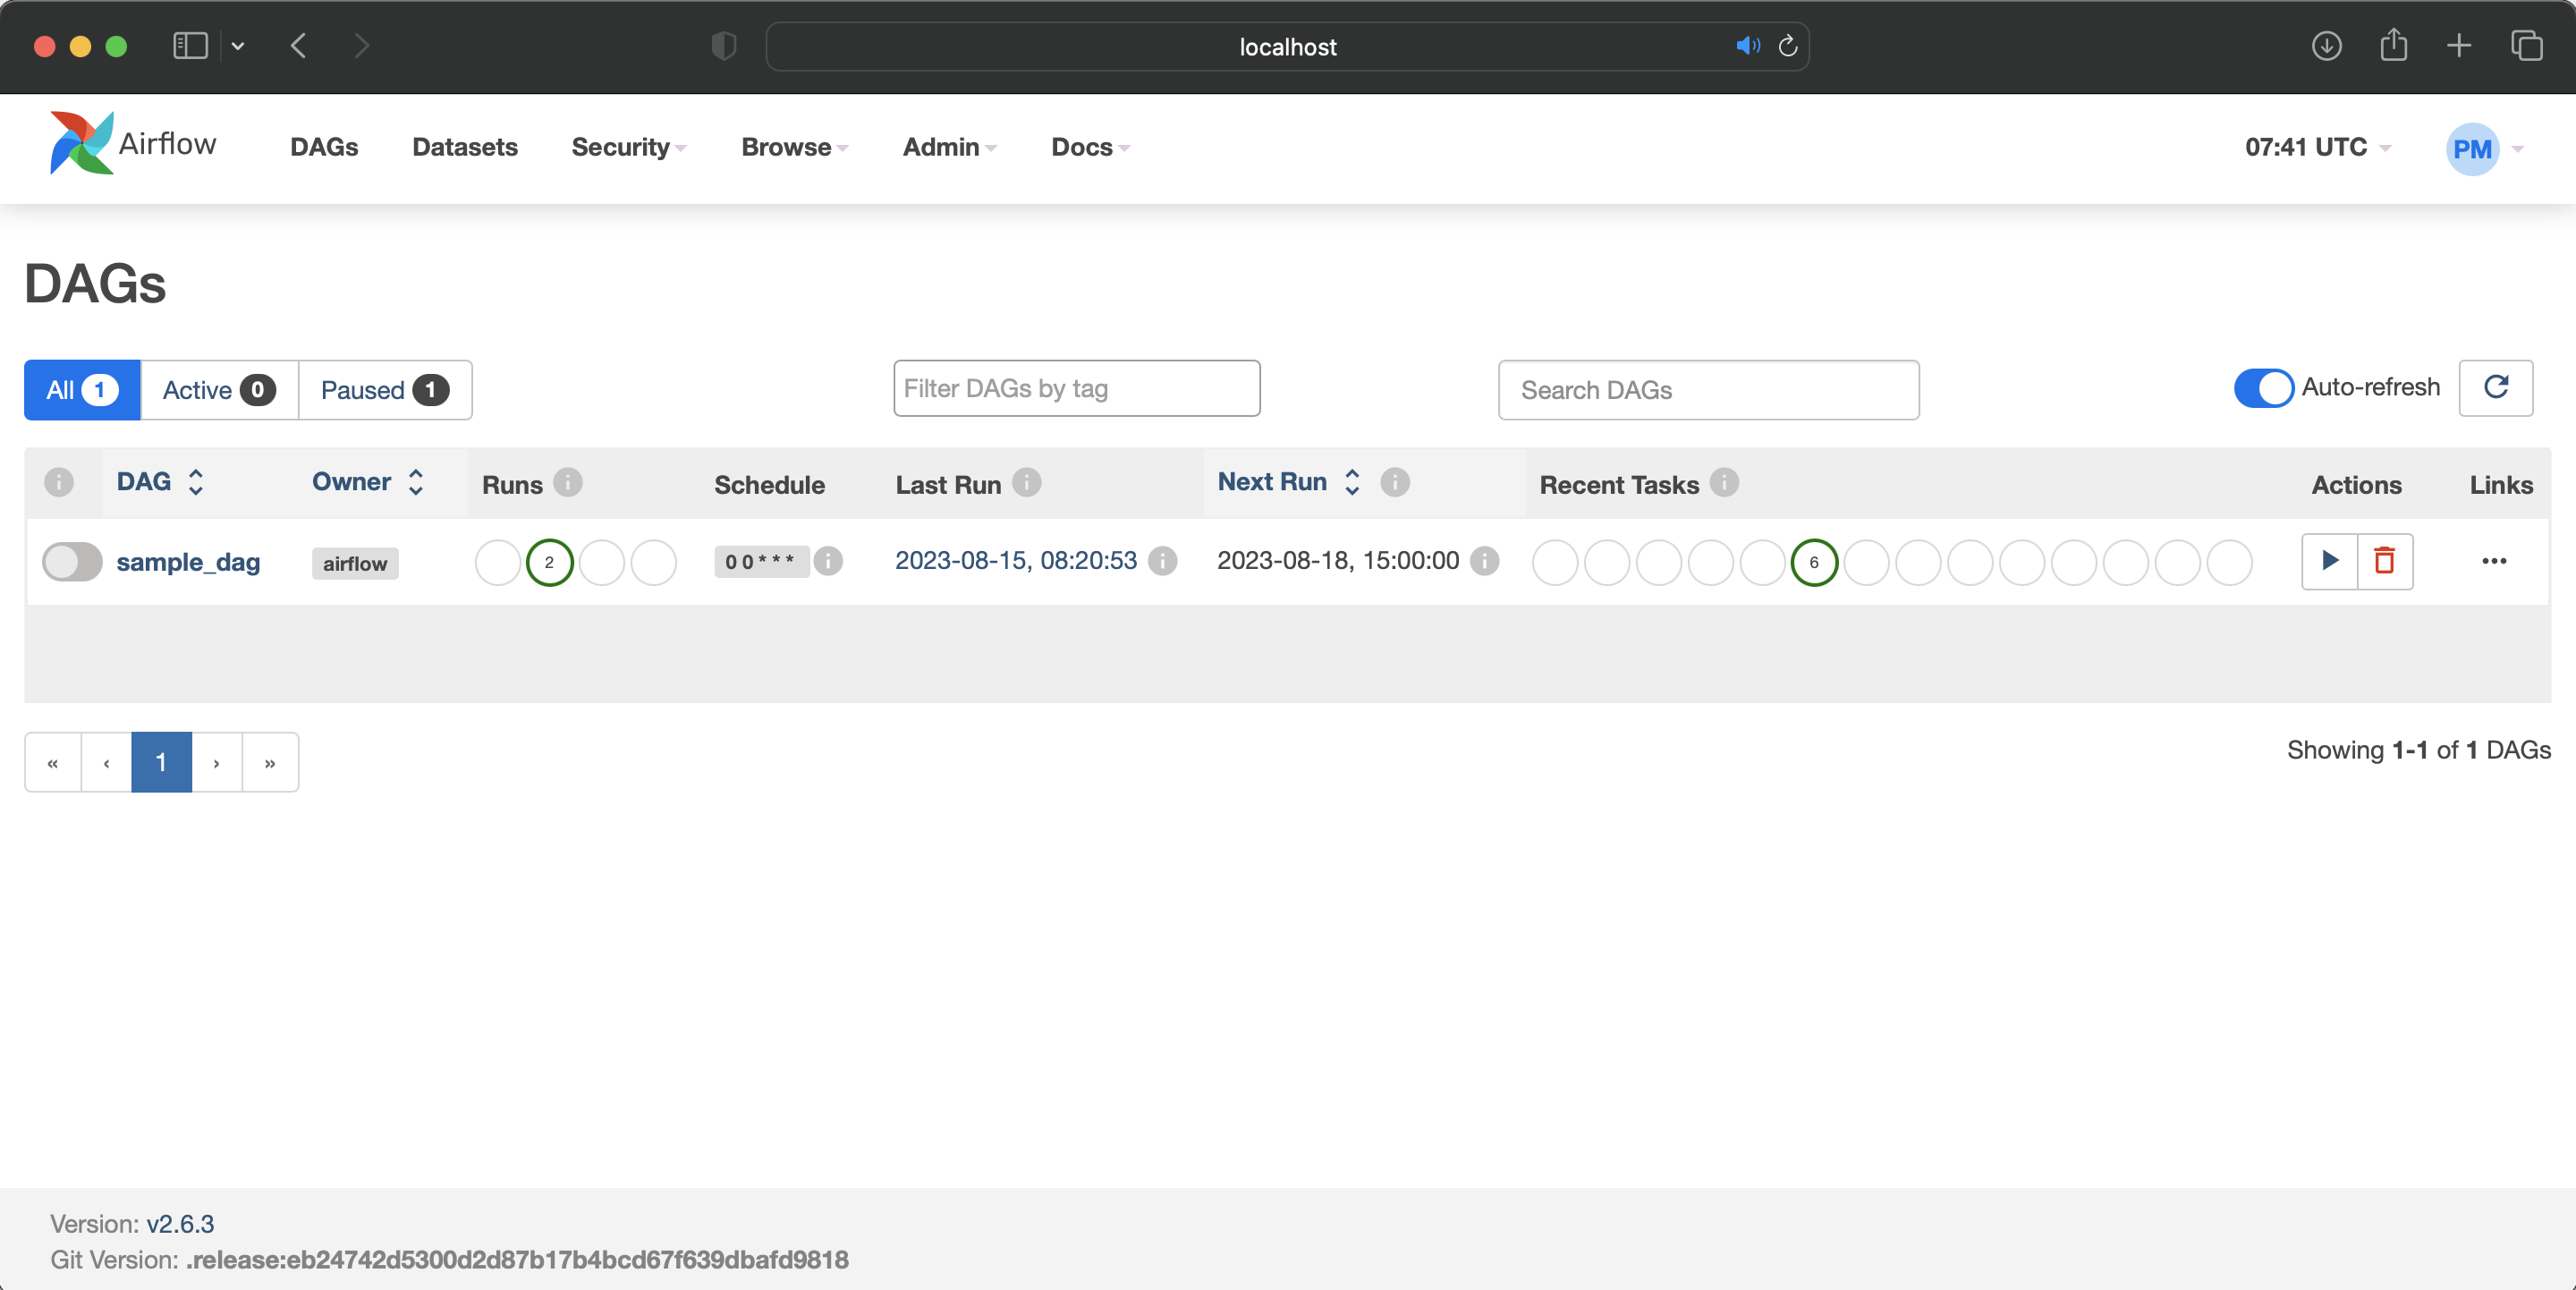 localhost
Airflow
DAGs Datasets Security Browse Admin Docs 07:41 UTC PM
DAGs
All 1 Active 0 Paused 1 Filter DAGs by tag Search DAGs Auto-refresh
DAG Owner Runs Schedule Last Run Next Run Recent Tasks Actions Links
sample_dag airflow 2 0 0 * * * 2023-08-15, 08:20:53 2023-08-18, 15:00:00 6
« ‹ 1 › »
Showing 1-1 of 1 DAGs
Version: v2.6.3
Git Version: .release:eb24742d5300d2d87b17b4bcd67f639dbafd9818